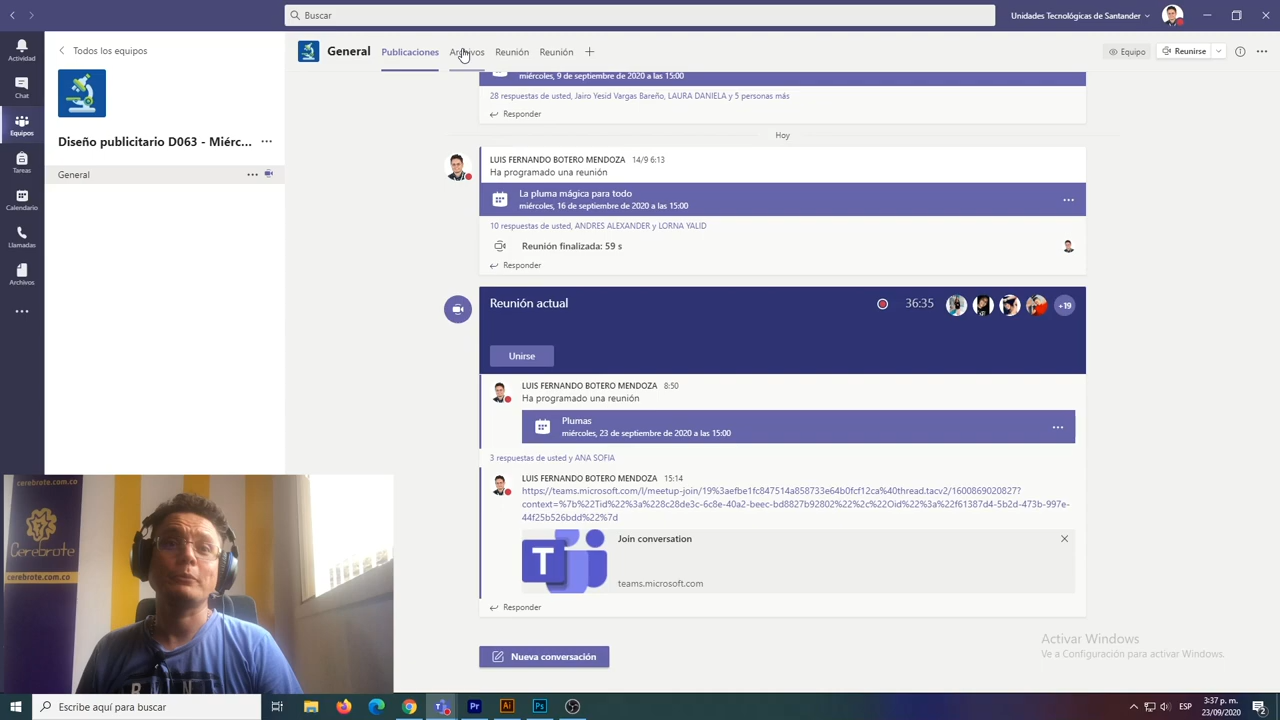 Buscar
Unidades Tecnológicas de Santander
Actividad
Chat
Equipos
Tareas
Calendario
Llamadas
Archivos
Todos los equipos
Diseño publicitario D063 - Miérc...
General
General
Publicaciones
Archivos
Reunión
Reunión
Equipo
Reunirse
miércoles, 9 de septiembre de 2020 a las 15:00
28 respuestas de usted, Jairo Yesid Vargas Bareño, LAURA DANIELA y 5 personas más
Responder
Hoy
LUIS FERNANDO BOTERO MENDOZA 14/9 6:13
Ha programado una reunión
La pluma mágica para todo
miércoles, 16 de septiembre de 2020 a las 15:00
10 respuestas de usted, ANDRES ALEXANDER y LORNA YALID
Reunión finalizada: 59 s
Responder
Reunión actual
36:35
+19
Unirse
LUIS FERNANDO BOTERO MENDOZA 8:50
Ha programado una reunión
Plumas
miércoles, 23 de septiembre de 2020 a las 15:00
3 respuestas de usted y ANA SOFIA
LUIS FERNANDO BOTERO MENDOZA 15:14
https://teams.microsoft.com/l/meetup-join/19%3aefbe1fc847514a858733e64b0fcf12ca%40thread.tacv2/1600869020827?
context=%7b%22Tid%22%3a%228c28de3c-6c8e-40a2-beec-bd8827b92802%22%2c%22Oid%22%3a%22f61387d4-5b2d-473b-997e-
44f25b526bdd%22%7d
Join conversation
teams.microsoft.com
Responder
Nueva conversación
cerebrote.com.co
Cerebrote
cerebrote.com.co
Activar Windows
Ve a Configuración para activar Windows.
Escribe aquí para buscar
ESP
3:37 p. m.
23/09/2020
2